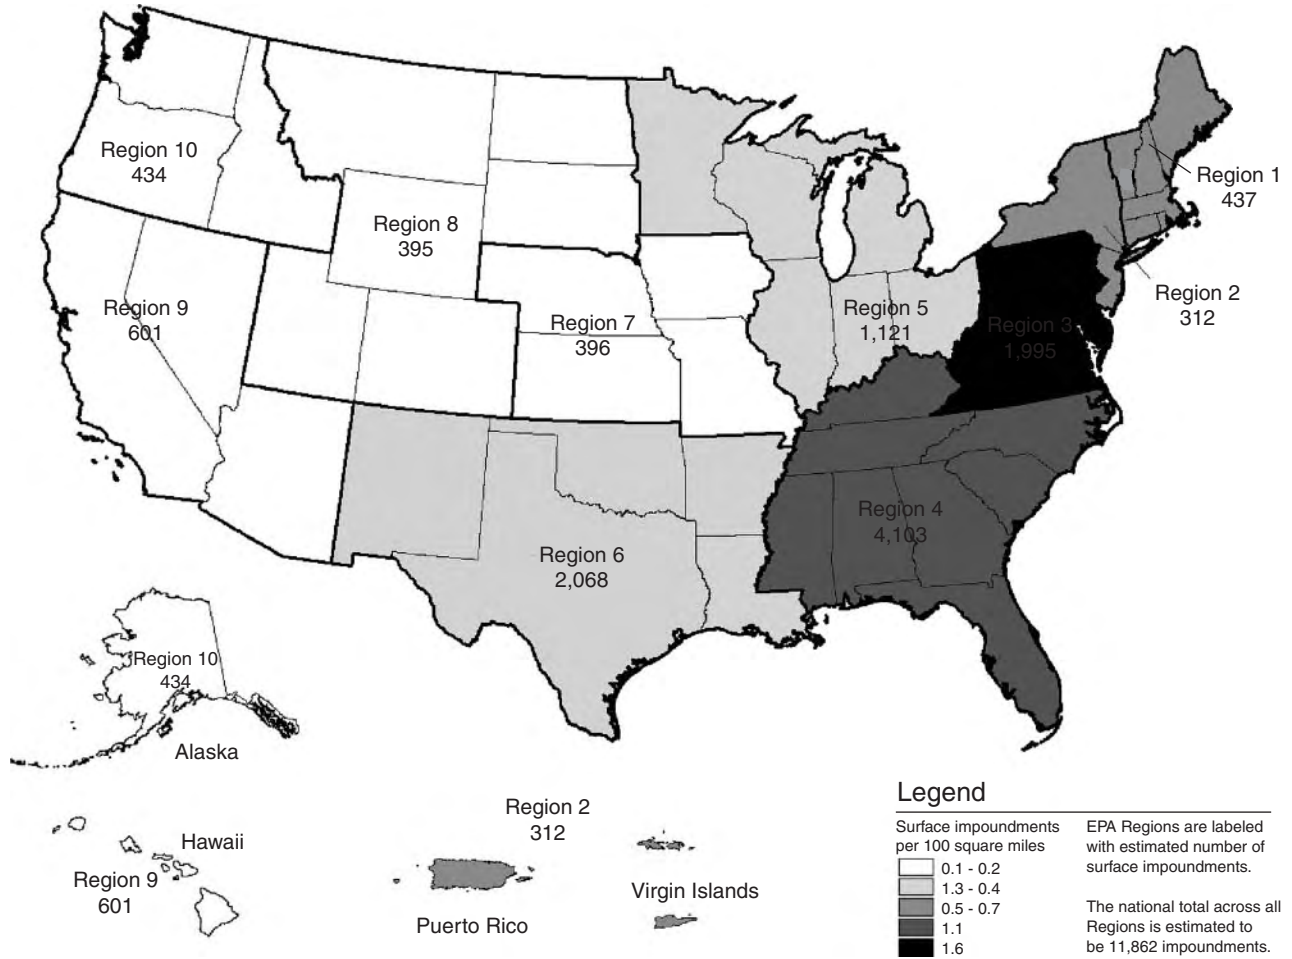 Region 10
434
Region 8
395
Region 9
601
Region 7
396
Region 5
1,121
Region 3
1,995
Region 1
437
Region 2
312
Region 4
4,103
Region 6
2,068
Region 10
434
Alaska
Hawaii
Region 9
601
Region 2
312
Puerto Rico
Virgin Islands
Legend
Surface impoundments
per 100 square miles
0.1 - 0.2
1.3 - 0.4
0.5 - 0.7
1.1
1.6
EPA Regions are labeled
with estimated number of
surface impoundments.
The national total across all
Regions is estimated to
be 11,862 impoundments.